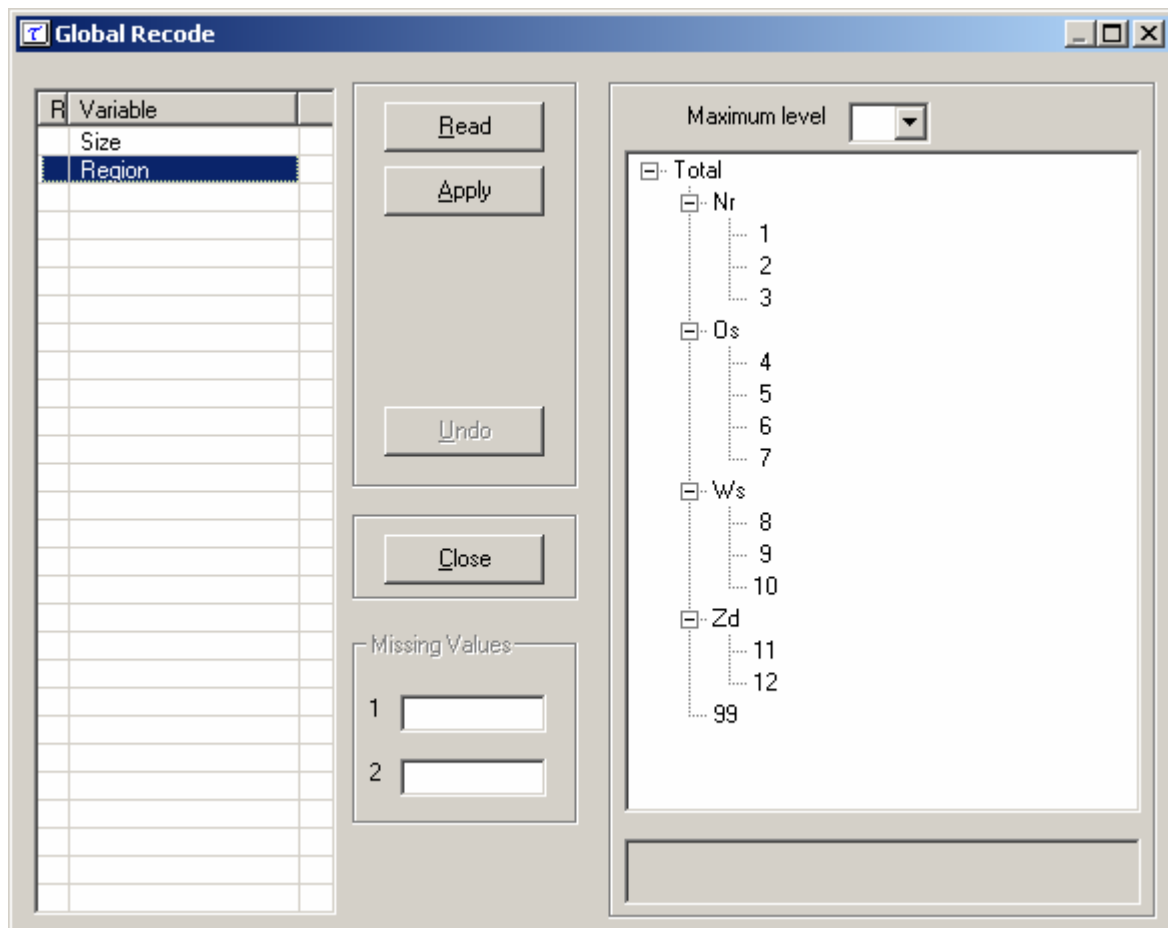 Global Recode
R Variable
Size
Region
Read
Apply
Undo
Close
Missing Values
1
2
Maximum level
Total
Nr
1
2
3
Os
4
5
6
7
Ws
8
9
10
Zd
11
12
99